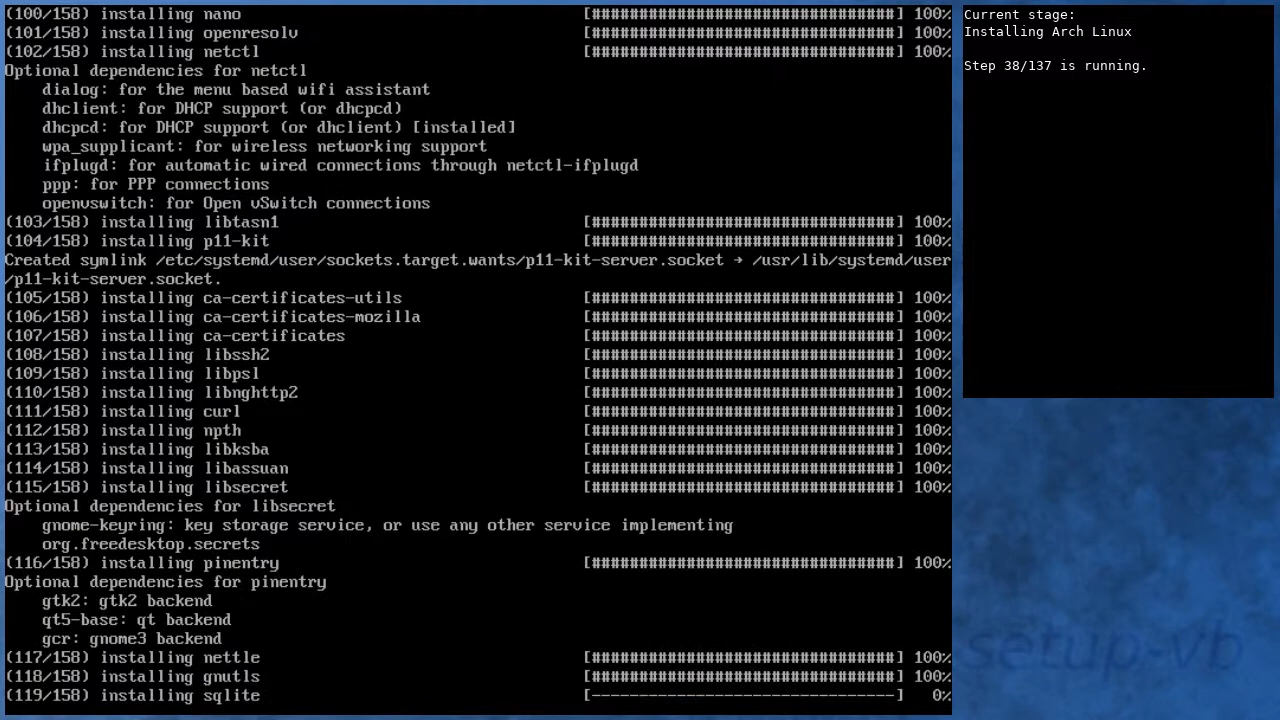 (100/158) installing nano [################################] 100%
(101/158) installing openresolv [################################] 100%
(102/158) installing netctl [################################] 100%
Optional dependencies for netctl
    dialog: for the menu based wifi assistant
    dhclient: for DHCP support (or dhcpcd)
    dhcpcd: for DHCP support (or dhclient) [installed]
    wpa_supplicant: for wireless networking support
    ifplugd: for automatic wired connections through netctl-ifplugd
    ppp: for PPP connections
    openvswitch: for Open vSwitch connections
(103/158) installing libtasn1 [################################] 100%
(104/158) installing p11-kit [################################] 100%
Created symlink /etc/systemd/user/sockets.target.wants/p11-kit-server.socket → /usr/lib/systemd/user
/p11-kit-server.socket.
(105/158) installing ca-certificates-utils [################################] 100%
(106/158) installing ca-certificates-mozilla [################################] 100%
(107/158) installing ca-certificates [################################] 100%
(108/158) installing libssh2 [################################] 100%
(109/158) installing libpsl [################################] 100%
(110/158) installing libnghttp2 [################################] 100%
(111/158) installing curl [################################] 100%
(112/158) installing npth [################################] 100%
(113/158) installing libksba [################################] 100%
(114/158) installing libassuan [################################] 100%
(115/158) installing libsecret [################################] 100%
Optional dependencies for libsecret
    gnome-keyring: key storage service, or use any other service implementing
    org.freedesktop.secrets
(116/158) installing pinentry [################################] 100%
Optional dependencies for pinentry
    gtk2: gtk2 backend
    qt5-base: qt backend
    gcr: gnome3 backend
(117/158) installing nettle [################################] 100%
(118/158) installing gnutls [################################] 100%
(119/158) installing sqlite [--------------------------------] 0%
Current stage:
Installing Arch Linux
Step 38/137 is running.
setup-vb